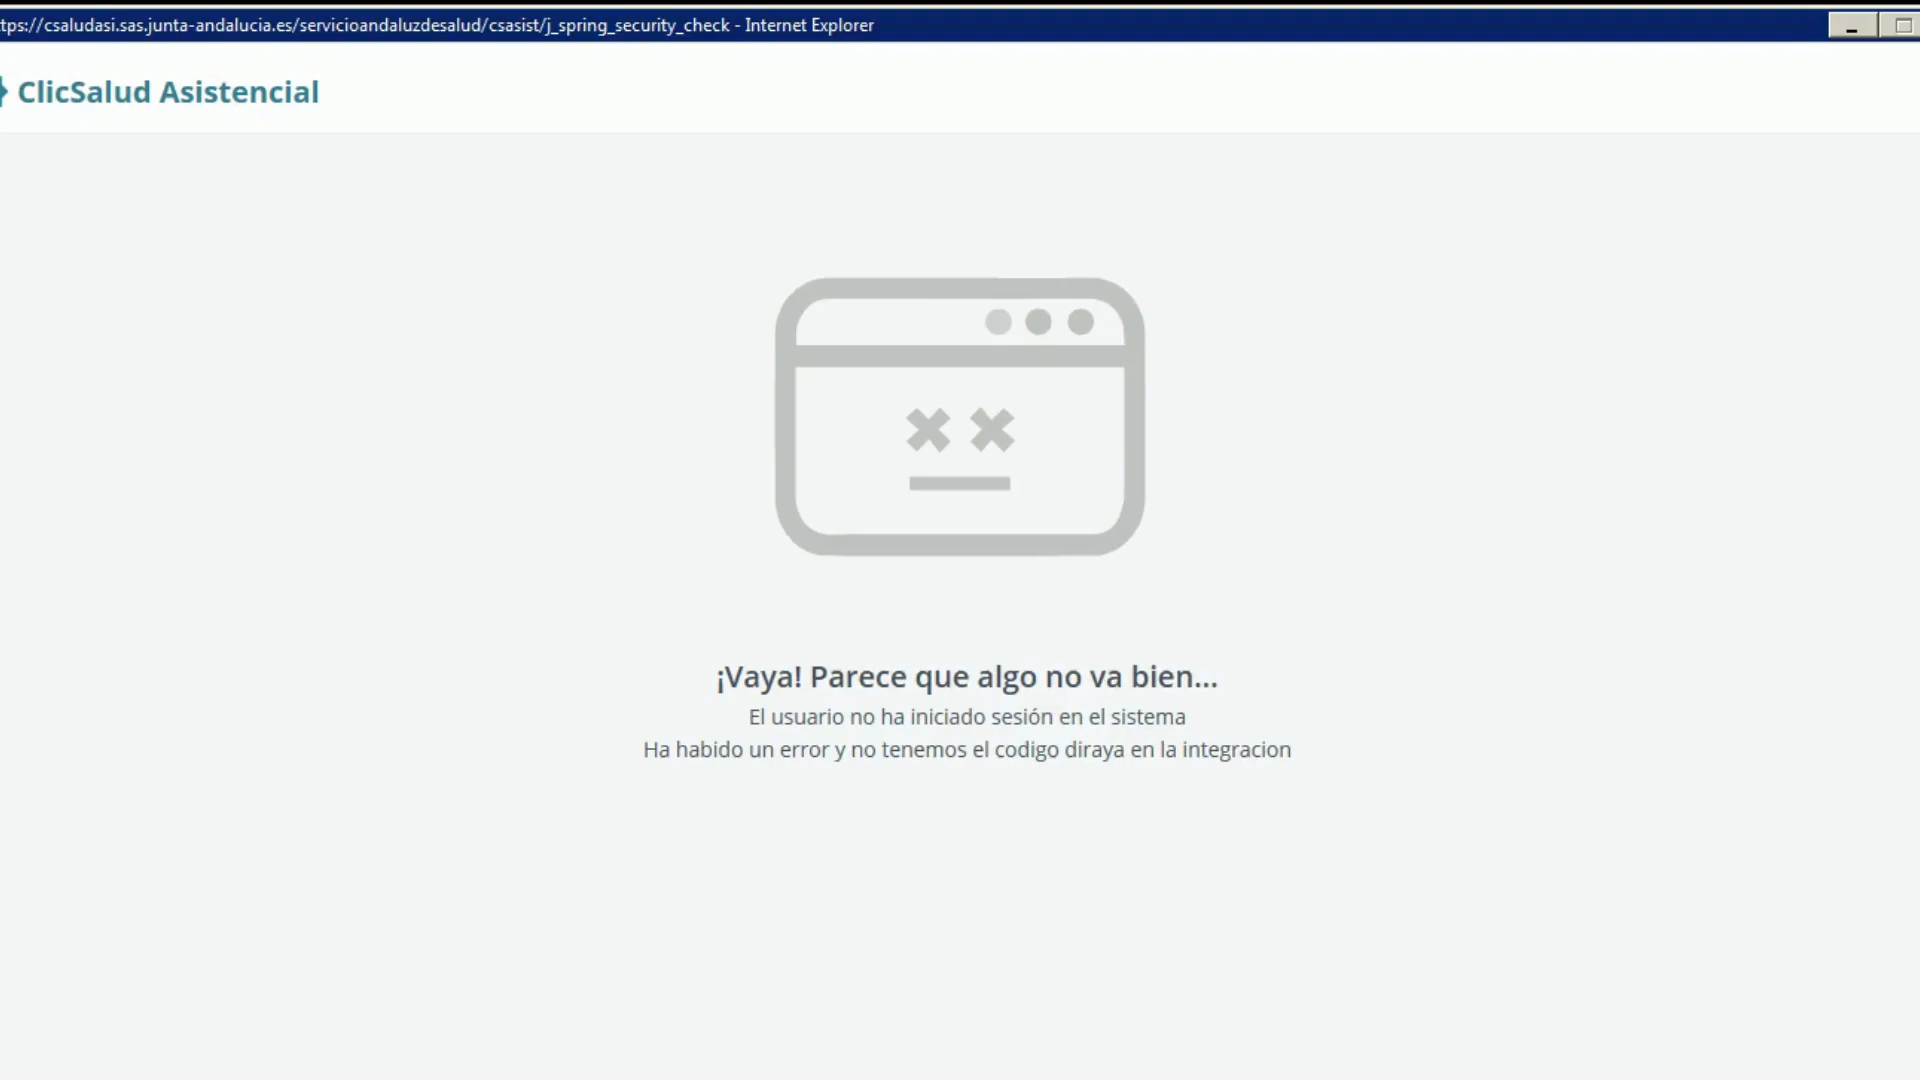 tps://csaludasi.sas.junta-andalucia.es/servicioandaluzdesalud/csasist/j_spring_security_check - Internet Explorer
ClicSalud Asistencial
¡Vaya! Parece que algo no va bien...
El usuario no ha iniciado sesión en el sistema
Ha habido un error y no tenemos el codigo diraya en la integracion